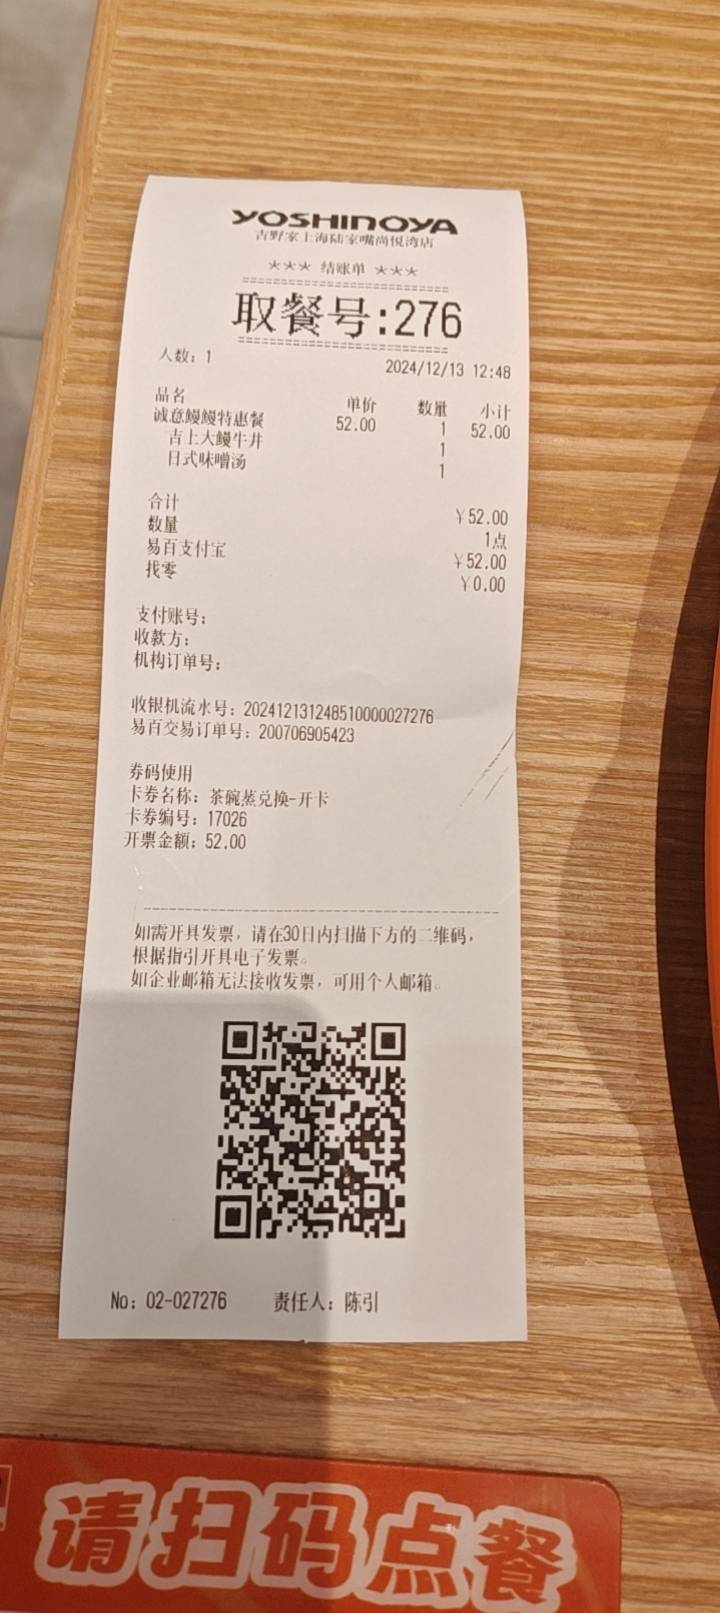 YOSHINOYA
吉野家上海陆家嘴尚悦湾店
*** 结账单 ***
取餐号:276
人数: 1
2024/12/13 12:48
品名 单价 数量 小计
诚意鳗鳗特惠餐 52.00 1 52.00
吉上大鳗牛丼 1
日式味噌汤 1
合计 ¥52.00
数量 1点
易百支付宝 ¥52.00
找零 ¥0.00
支付账号:
收款方:
机构订单号:
收银机流水号: 202412131248510000027276
易百交易订单号: 200706905423
券码使用
卡券名称: 茶碗蒸兑换-开卡
卡券编号: 17026
开票金额: 52.00
如需开具发票，请在30日内扫描下方的二维码，
根据指引开具电子发票。
如企业邮箱无法接收发票，可用个人邮箱。
No: 02-027276 责任人: 陈引
请扫码点餐